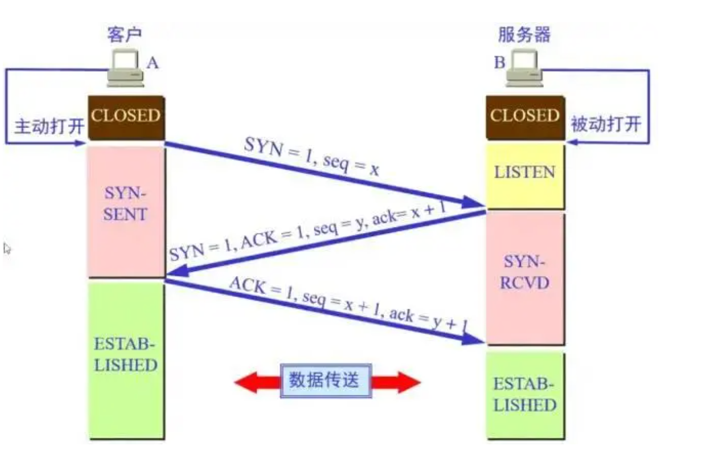 客户
服务器
A
B
CLOSED
CLOSED
主动打开
被动打开
SYN = 1, seq = x
LISTEN
SYN-
SENT
SYN = 1, ACK = 1, seq = y, ack= x + 1
SYN-
RCVD
ACK = 1, seq = x + 1, ack = y + 1
ESTAB-
LISHED
数据传送
ESTAB-
LISHED